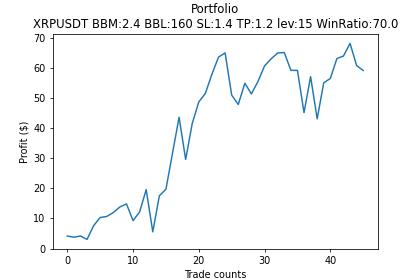 Portfolio
XRPUSDT BBM:2.4 BBL:160 SL:1.4 TP:1.2 lev:15 WinRatio:70.0
70
60
50
40
30
20
10
0
Profit ($)
0 10 20 30 40
Trade counts